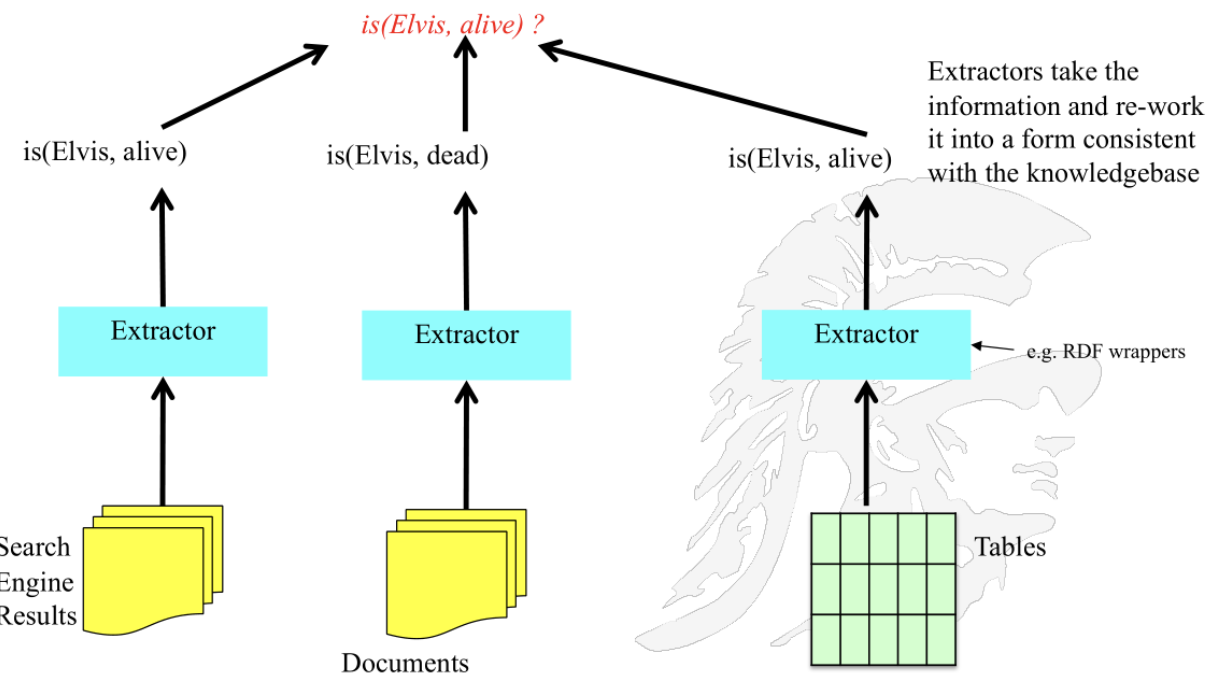 is(Elvis, alive) ?
Extractors take the
information and re-work
it into a form consistent
with the knowledgebase
is(Elvis, alive)
is(Elvis, dead)
is(Elvis, alive)
Extractor
Extractor
Extractor
e.g. RDF wrappers
Search
Engine
Results
Documents
Tables